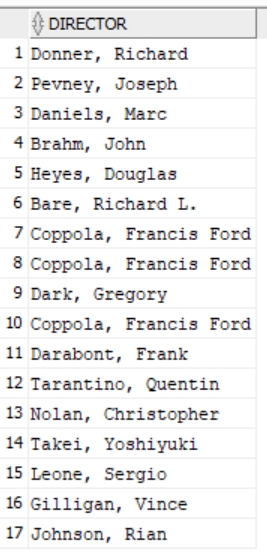 DIRECTOR
1 Donner, Richard
2 Pevney, Joseph
3 Daniels, Marc
4 Brahm, John
5 Heyes, Douglas
6 Bare, Richard L.
7 Coppola, Francis Ford
8 Coppola, Francis Ford
9 Dark, Gregory
10 Coppola, Francis Ford
11 Darabont, Frank
12 Tarantino, Quentin
13 Nolan, Christopher
14 Takei, Yoshiyuki
15 Leone, Sergio
16 Gilligan, Vince
17 Johnson, Rian